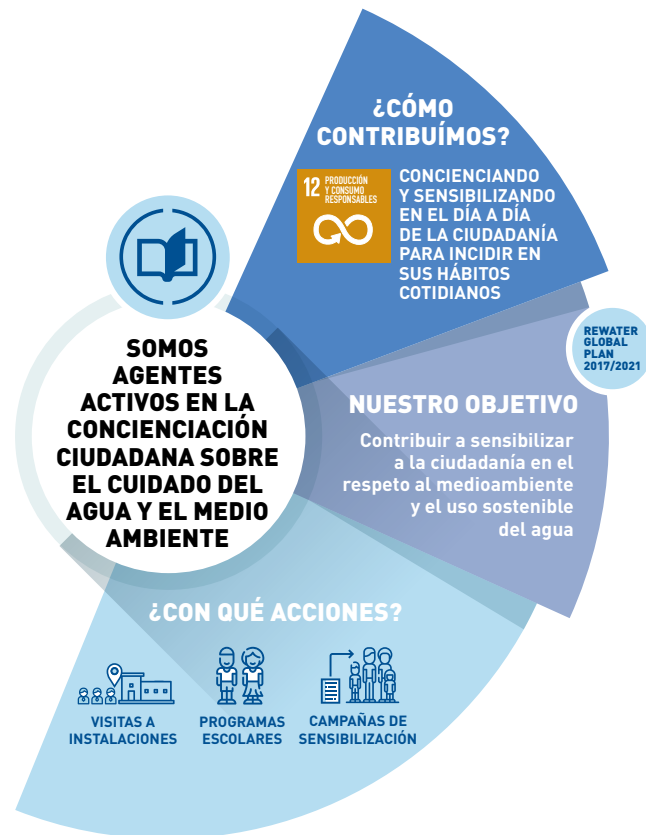 ¿CÓMO
CONTRIBUÍMOS?
12 PRODUCCIÓN
Y CONSUMO
RESPONSABLES
CONCIENCIANDO
Y SENSIBILIZANDO
EN EL DÍA A DÍA
DE LA CIUDADANÍA
PARA INCIDIR EN
SUS HÁBITOS
COTIDIANOS
REWATER
GLOBAL
PLAN
2017/2021
SOMOS
AGENTES
ACTIVOS EN LA
CONCIENCIACIÓN
CIUDADANA SOBRE
EL CUIDADO DEL
AGUA Y EL MEDIO
AMBIENTE
NUESTRO OBJETIVO
Contribuir a sensibilizar
a la ciudadanía en el
respeto al medioambiente
y el uso sostenible
del agua
¿CON QUÉ ACCIONES?
VISITAS A
INSTALACIONES
PROGRAMAS
ESCOLARES
CAMPAÑAS DE
SENSIBILIZACIÓN